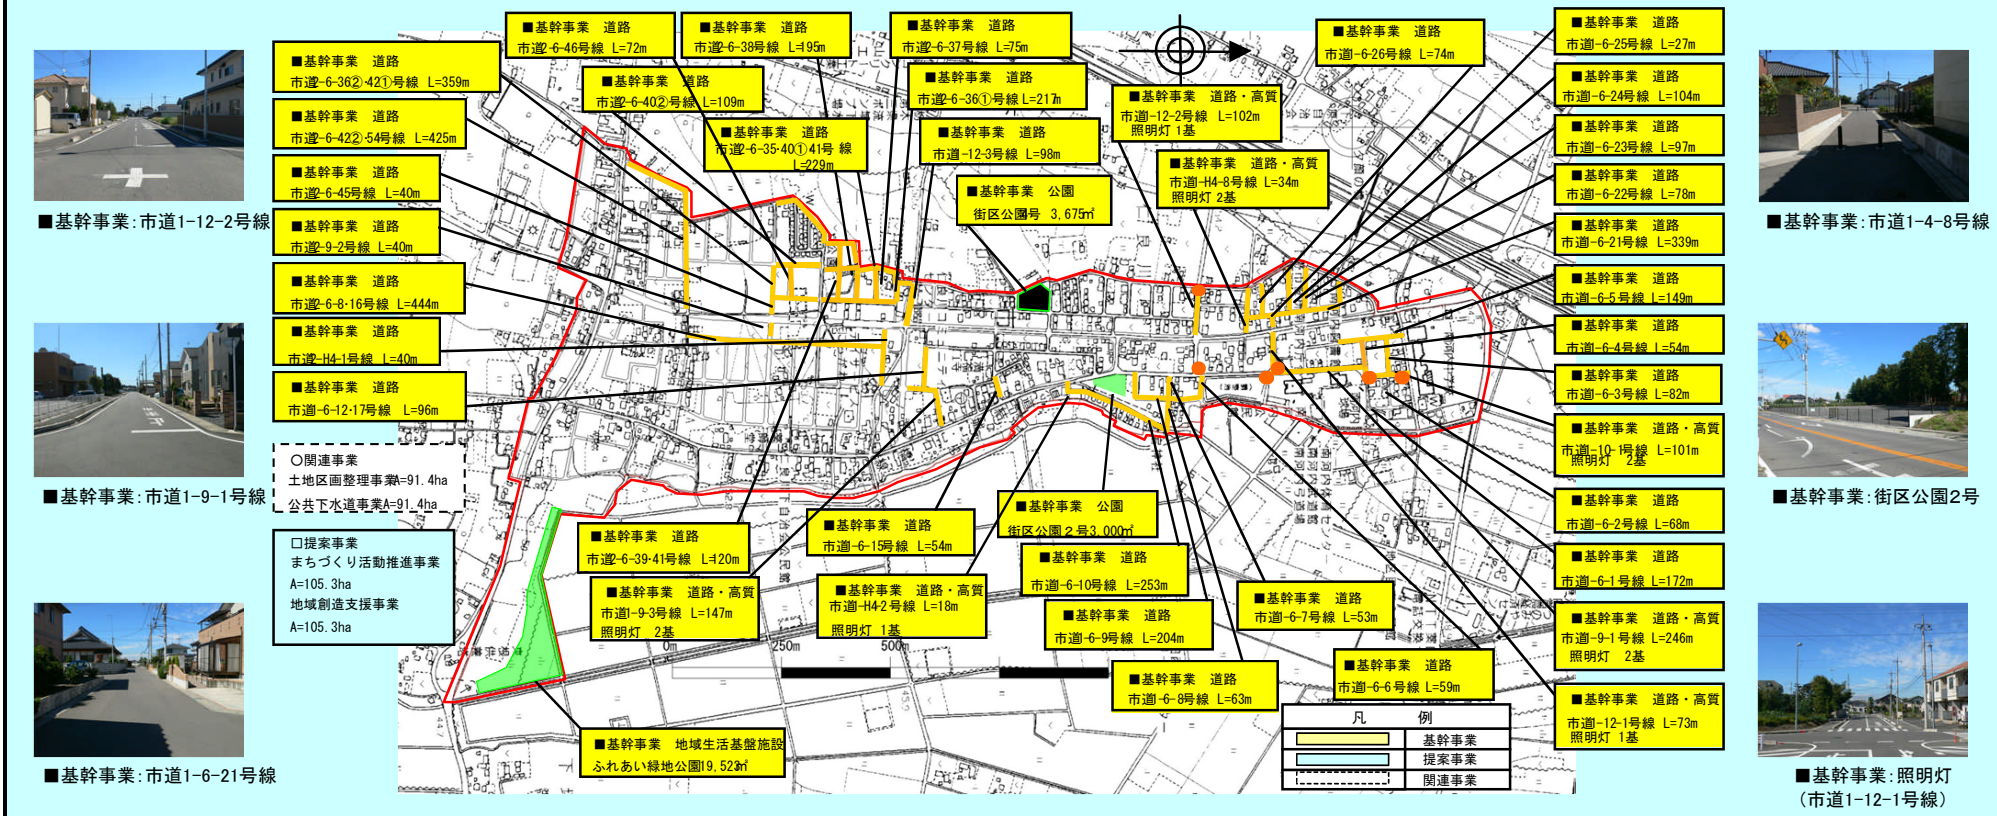 ■基幹事業：市道1-12-2号線
■基幹事業：市道1-9-1号線
■基幹事業：市道1-6-21号線
■基幹事業　道路
市道2-6-36②・42①号線 L=359m
■基幹事業　道路
市道2-6-42②・54号線 L=425m
■基幹事業　道路
市道2-6-45号線 L=40m
■基幹事業　道路
市道2-9-2号線 L=40m
■基幹事業　道路
市道2-6-8・16号線 L=444m
■基幹事業　道路
市道2-H4-1号線 L=40m
■基幹事業　道路
市道1-6-12・17号線 L=96m
○関連事業
土地区画整理事業A=91.4ha
公共下水道事業A=91.4ha
□提案事業
まちづくり活動推進事業
A=105.3ha
地域創造支援事業
A=105.3ha
■基幹事業　道路
市道2-6-46号線 L=72m
■基幹事業　道路
市道2-6-38号線 L=195m
■基幹事業　道路
市道2-6-37号線 L=75m
■基幹事業　道路
市道2-6-40②号線 L=109m
■基幹事業　道路
市道2-6-36①号線 L=217m
■基幹事業　道路
市道2-6-35・40①41号線
L=229m
■基幹事業　道路
市道1-12-3号線 L=98m
■基幹事業　公園
街区公園1号 3,675㎡
■基幹事業　道路・高質
市道1-12-2号線 L=102m
照明灯 1基
■基幹事業　道路・高質
市道1-H4-8号線 L=34m
照明灯 2基
■基幹事業　道路
市道1-6-26号線 L=74m
■基幹事業　道路
市道1-6-25号線 L=27m
■基幹事業　道路
市道1-6-24号線 L=104m
■基幹事業　道路
市道1-6-23号線 L=97m
■基幹事業　道路
市道1-6-22号線 L=78m
■基幹事業　道路
市道1-6-21号線 L=339m
■基幹事業　道路
市道1-6-5号線 L=149m
■基幹事業　道路
市道1-6-4号線 L=54m
■基幹事業　道路
市道1-6-3号線 L=82m
■基幹事業　道路・高質
市道1-10-1号線 L=101m
照明灯　2基
■基幹事業　道路
市道1-6-2号線 L=68m
■基幹事業　道路
市道1-6-1号線 L=172m
■基幹事業　道路・高質
市道1-9-1号線 L=246m
照明灯　2基
■基幹事業　道路・高質
市道1-12-1号線 L=73m
照明灯 1基
■基幹事業　道路
市道2-6-39・41号線 L=120m
■基幹事業　道路・高質
市道1-9-3号線 L=147m
照明灯　2基
■基幹事業　道路
市道1-6-15号線 L=54m
■基幹事業　道路・高質
市道1-H4-2号線 L=18m
照明灯 1基
■基幹事業　公園
街区公園２号3,000㎡
■基幹事業　道路
市道1-6-10号線 L=253m
■基幹事業　道路
市道1-6-9号線 L=204m
■基幹事業　道路
市道1-6-8号線 L=63m
■基幹事業　道路
市道1-6-7号線 L=53m
■基幹事業　道路
市道1-6-6号線 L=59m
0m
250m
500m
■基幹事業　地域生活基盤施設
ふれあい緑地公園19,523㎡
凡　例
基幹事業
提案事業
関連事業
■基幹事業：市道1-4-8号線
■基幹事業：街区公園２号
■基幹事業：照明灯
（市道1-12-1号線）